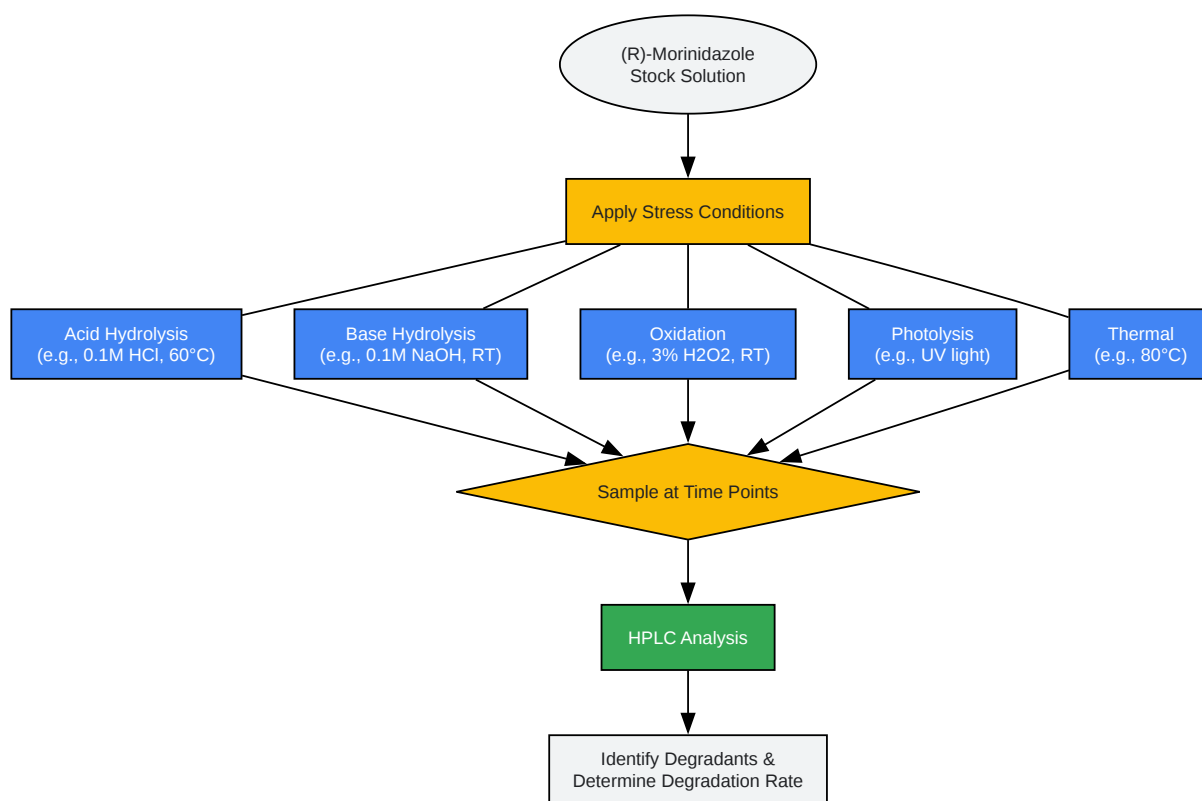 (R)-Morinidazole
Stock Solution
Apply Stress Conditions
Acid Hydrolysis
(e.g., 0.1M HCl, 60°C)
Base Hydrolysis
(e.g., 0.1M NaOH, RT)
Oxidation
(e.g., 3% H2O2, RT)
Photolysis
(e.g., UV light)
Thermal
(e.g., 80°C)
Sample at Time Points
HPLC Analysis
Identify Degradants &
Determine Degradation Rate